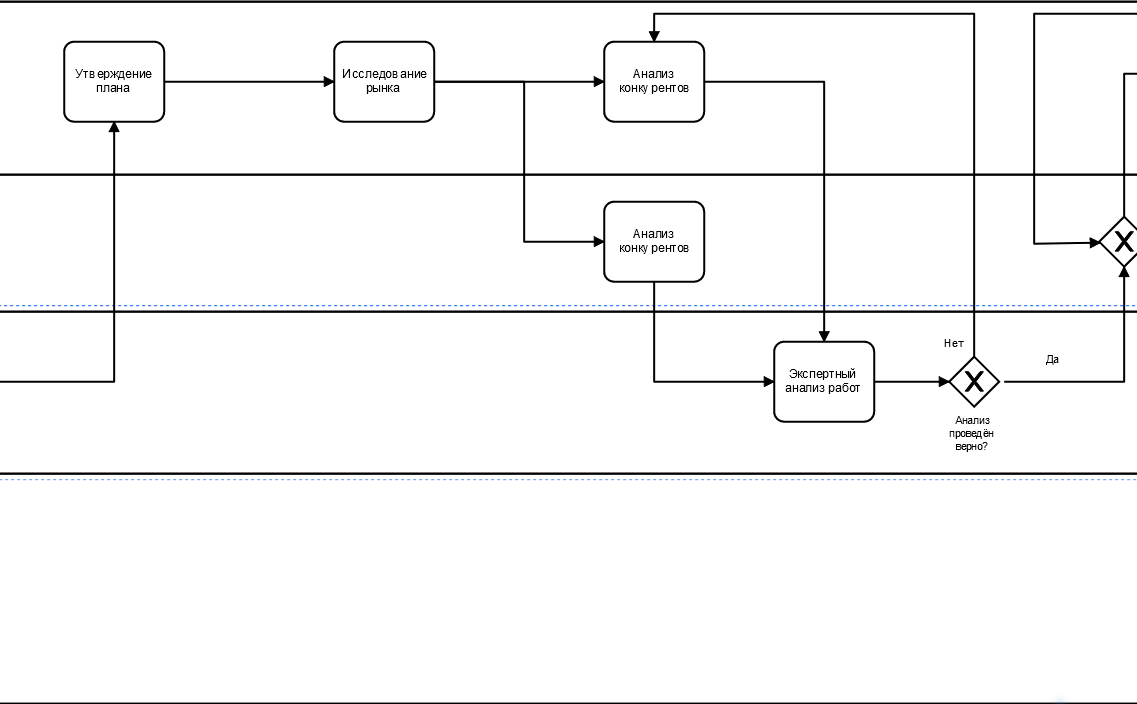 Утверждение
плана
Исследование
рынка
Анализ
конкурентов
Анализ
конкурентов
Экспертный
анализ работ
Нет
Да
Анализ
проведён
верно?